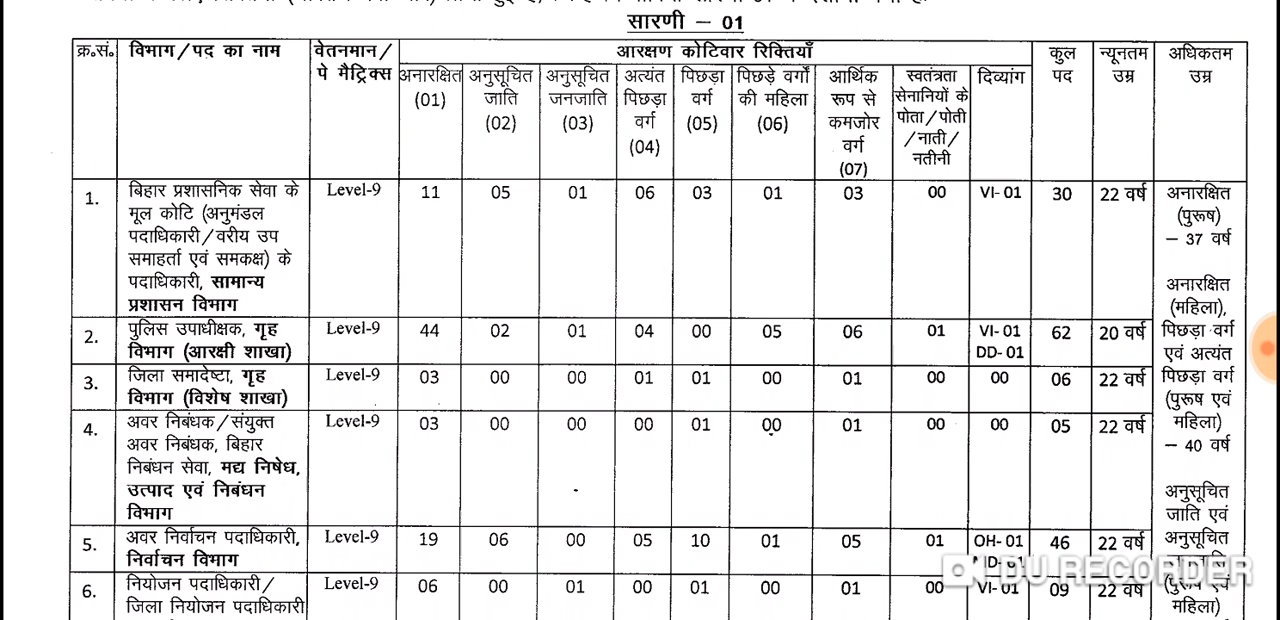 सारणी – 01
क्र.सं. विभाग/पद का नाम वेतनमान/ पे मैट्रिक्स आरक्षण कोटिवार रिक्तियाँ कुल पद न्यूनतम उम्र अधिकतम उम्र
अनारक्षित (01) अनुसूचित जाति (02) अनुसूचित जनजाति (03) अत्यंत पिछड़ा वर्ग (04) पिछड़ा वर्ग (05) पिछड़े वर्गों की महिला (06) आर्थिक रूप से कमजोर वर्ग (07) स्वतंत्रता सेनानियों के पोता/पोती /नाती/ नतीनी दिव्यांग
1. बिहार प्रशासनिक सेवा के Level-9 11 05 01 06 03 01 03 00 VI-01 30 22 वर्ष अनारक्षित
मूल कोटि (अनुमंडल (पुरूष)
पदाधिकारी/वरीय उप – 37 वर्ष
समाहर्ता एवं समकक्ष) के
पदाधिकारी, सामान्य अनारक्षित
प्रशासन विभाग (महिला),
2. पुलिस उपाधीक्षक, गृह Level-9 44 02 01 04 00 05 06 01 VI-01 62 20 वर्ष पिछड़ा वर्ग
विभाग (आरक्षी शाखा) DD-01 एवं अत्यंत
3. जिला समादेष्टा, गृह Level-9 03 00 00 01 01 00 01 00 00 06 22 वर्ष पिछड़ा वर्ग
विभाग (विशेष शाखा) (पुरूष एवं
4. अवर निबंधक/संयुक्त Level-9 03 00 00 00 01 00 01 00 00 05 22 वर्ष महिला)
अवर निबंधक, बिहार – 40 वर्ष
निबंधन सेवा, मद्य निषेध,
उत्पाद एवं निबंधन अनुसूचित
विभाग जाति एवं
5. अवर निर्वाचन पदाधिकारी, Level-9 19 06 00 05 10 01 05 01 OH-01 46 22 वर्ष अनुसूचित
निर्वाचन विभाग MD-01
6. नियोजन पदाधिकारी/ Level-9 06 00 01 00 01 00 01 00 VI-01 09 22 वर्ष (पुरूष एवं
जिला नियोजन पदाधिकारी महिला)
DU RECORDER